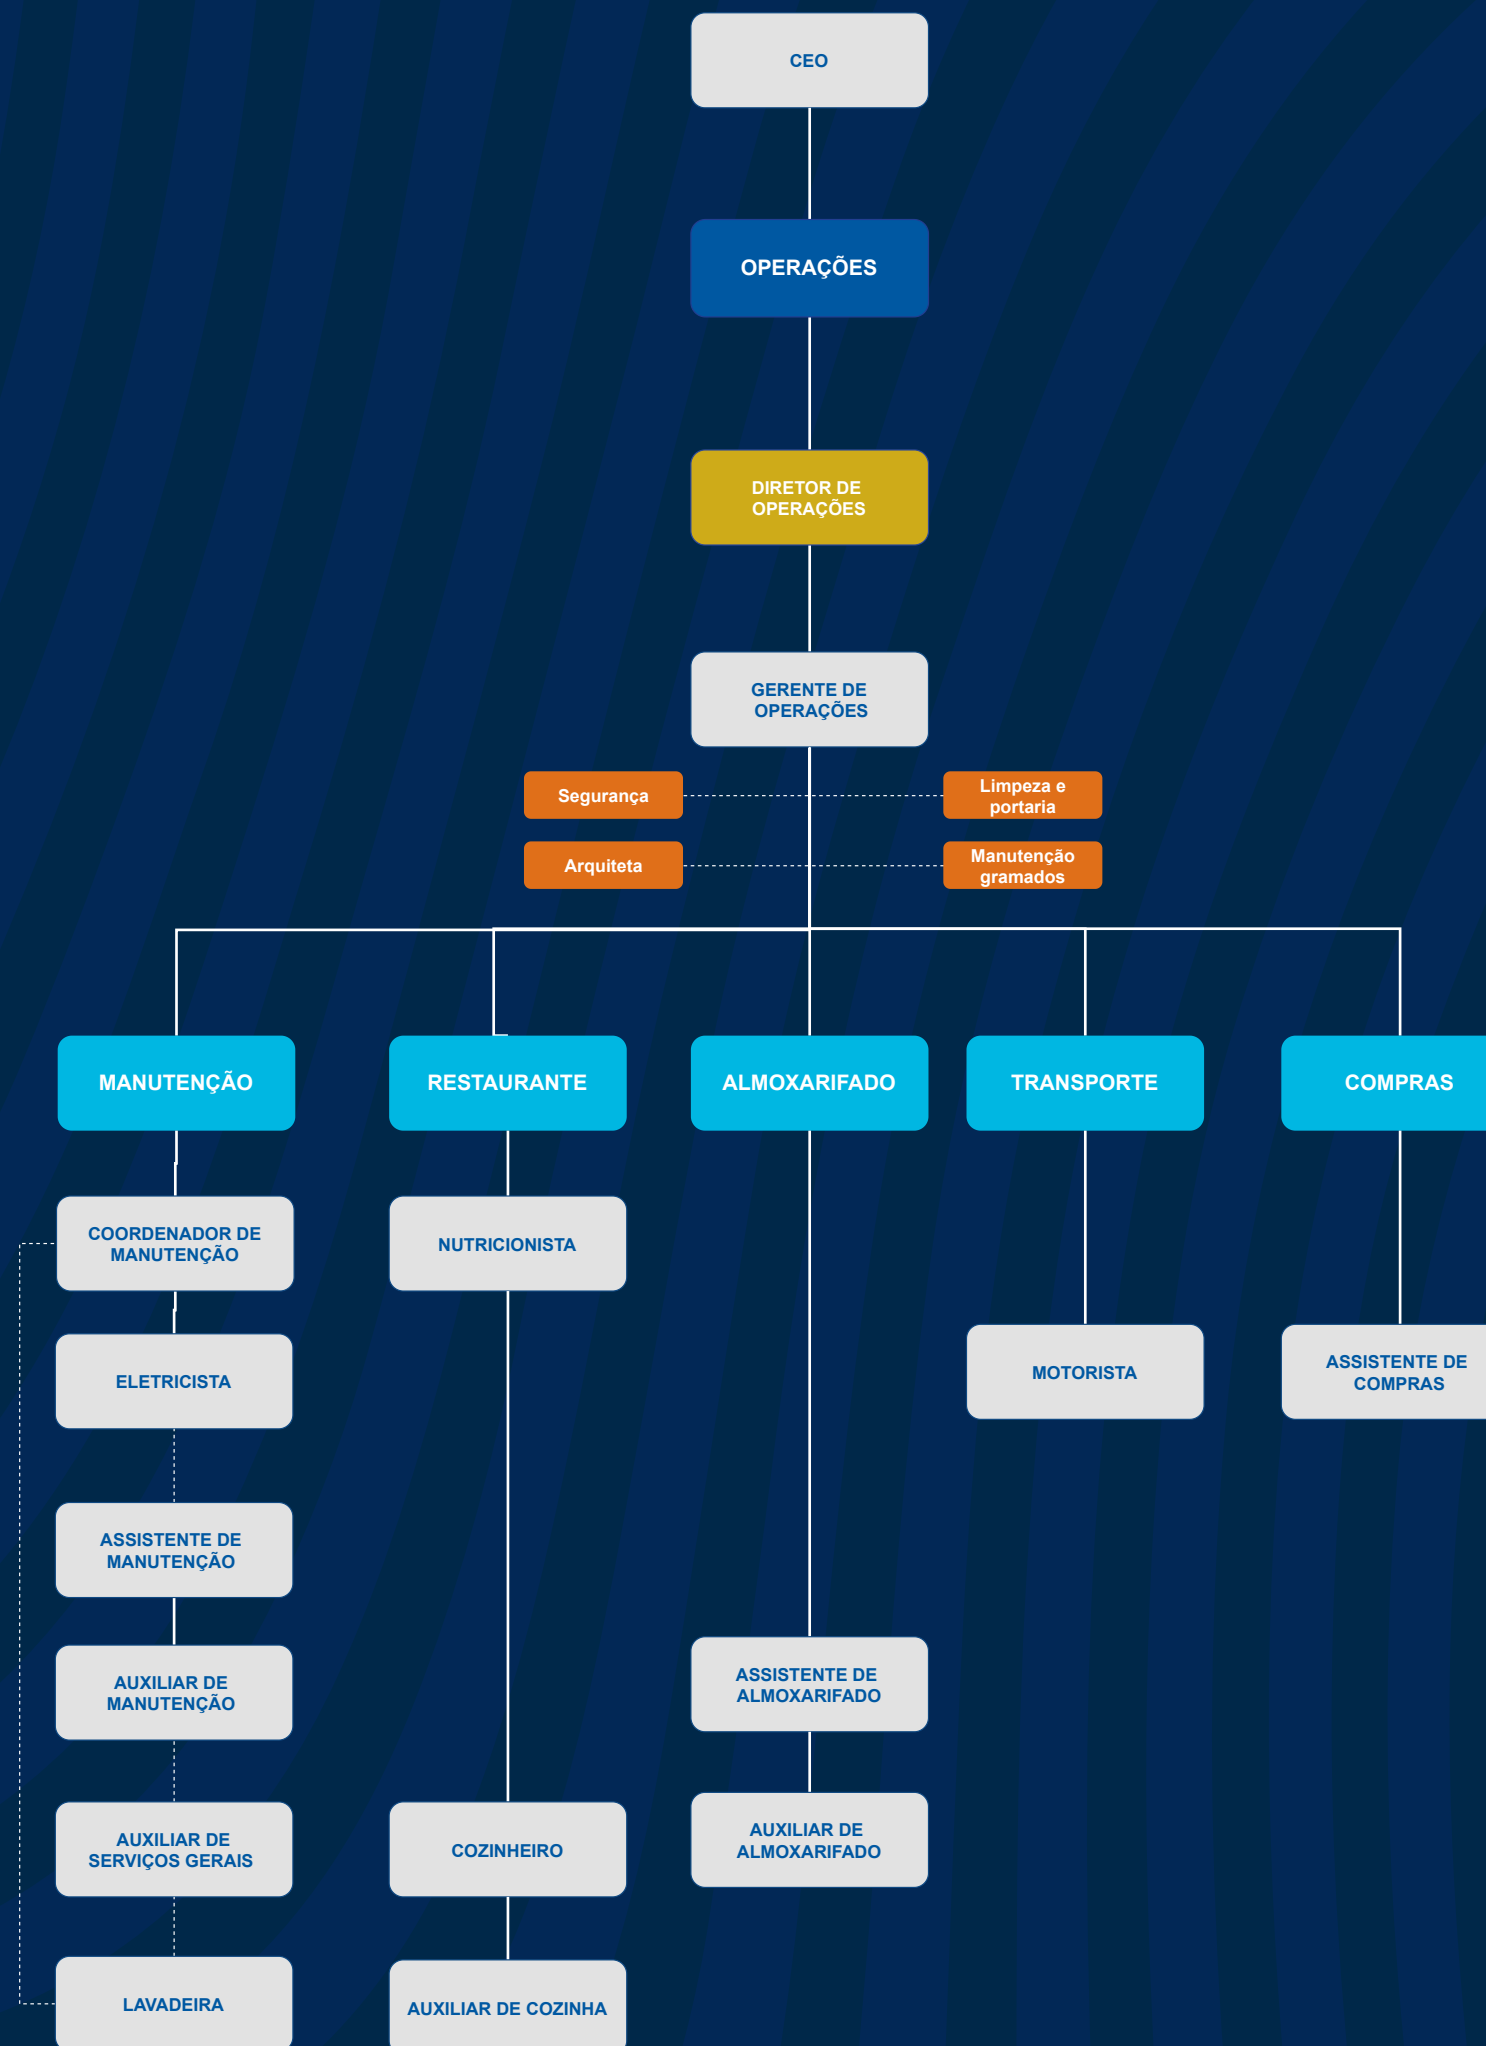 CEO
OPERAÇÕES
DIRETOR DE
OPERAÇÕES
GERENTE DE
OPERAÇÕES
Segurança
Limpeza e
portaria
Arquiteta
Manutenção
gramados
MANUTENÇÃO
RESTAURANTE
ALMOXARIFADO
TRANSPORTE
COMPRAS
COORDENADOR DE
MANUTENÇÃO
NUTRICIONISTA
ELETRICISTA
MOTORISTA
ASSISTENTE DE
COMPRAS
ASSISTENTE DE
MANUTENÇÃO
AUXILIAR DE
MANUTENÇÃO
ASSISTENTE DE
ALMOXARIFADO
AUXILIAR DE
SERVIÇOS GERAIS
COZINHEIRO
AUXILIAR DE
ALMOXARIFADO
LAVADEIRA
AUXILIAR DE COZINHA